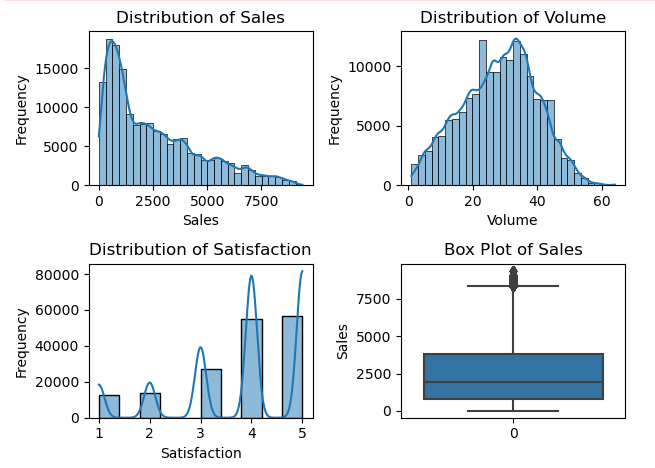 Distribution of Sales
Frequency
15000
10000
5000
0
0 2500 5000 7500
Sales
Distribution of Volume
Frequency
10000
5000
0
0 20 40 60
Volume
Distribution of Satisfaction
Frequency
80000
60000
40000
20000
0
1 2 3 4 5
Satisfaction
Box Plot of Sales
Sales
7500
5000
2500
0
0